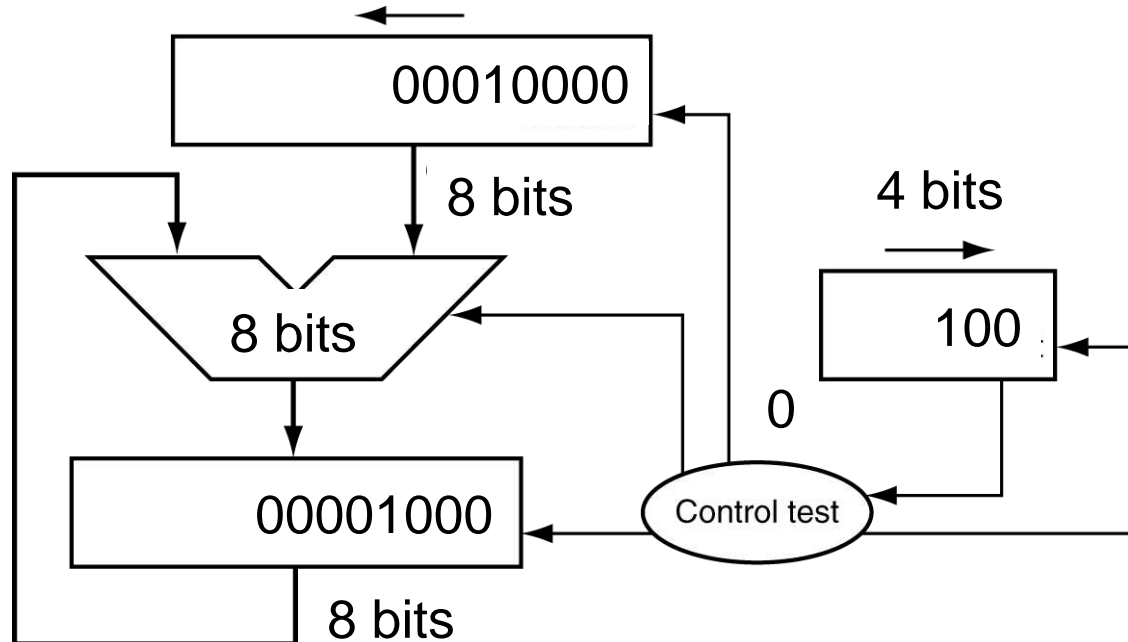 00010000
8 bits
4 bits
8 bits
100
0
Control test
00001000
8 bits